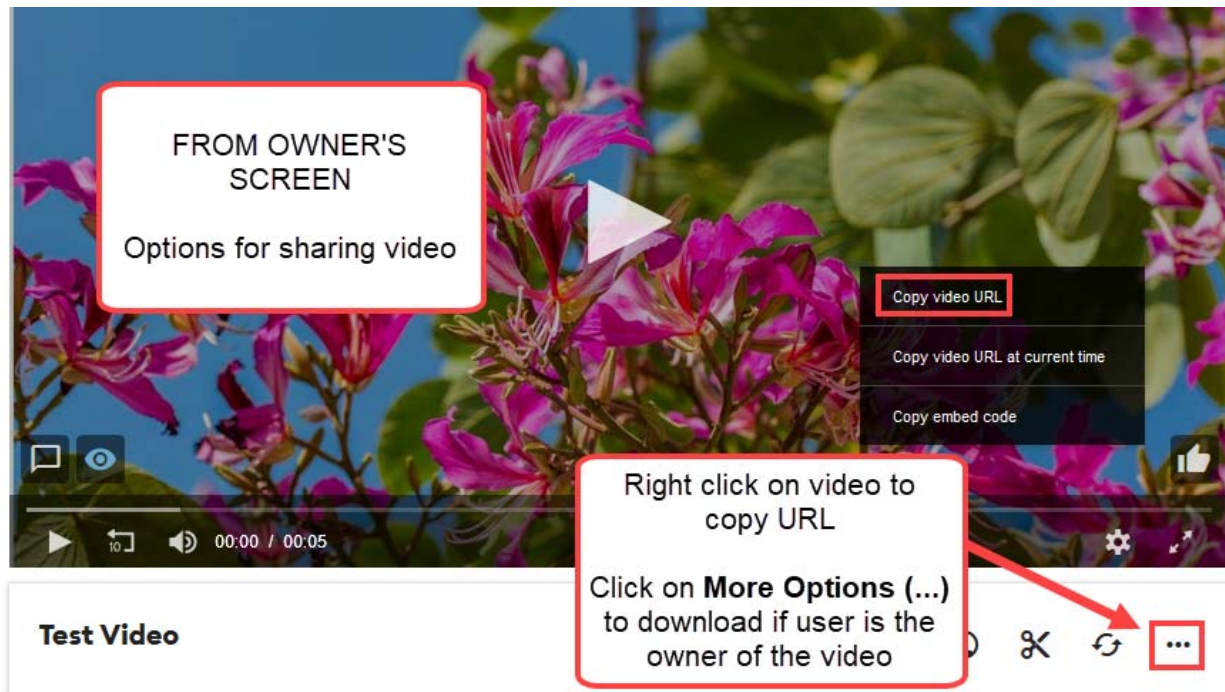 FROM OWNER'S
SCREEN
Options for sharing video
Copy video URL
Copy video URL at current time
Copy embed code
Right click on video to
copy URL
Click on More Options (...)
to download if user is the
owner of the video
10
00:00 / 00:05
Test Video